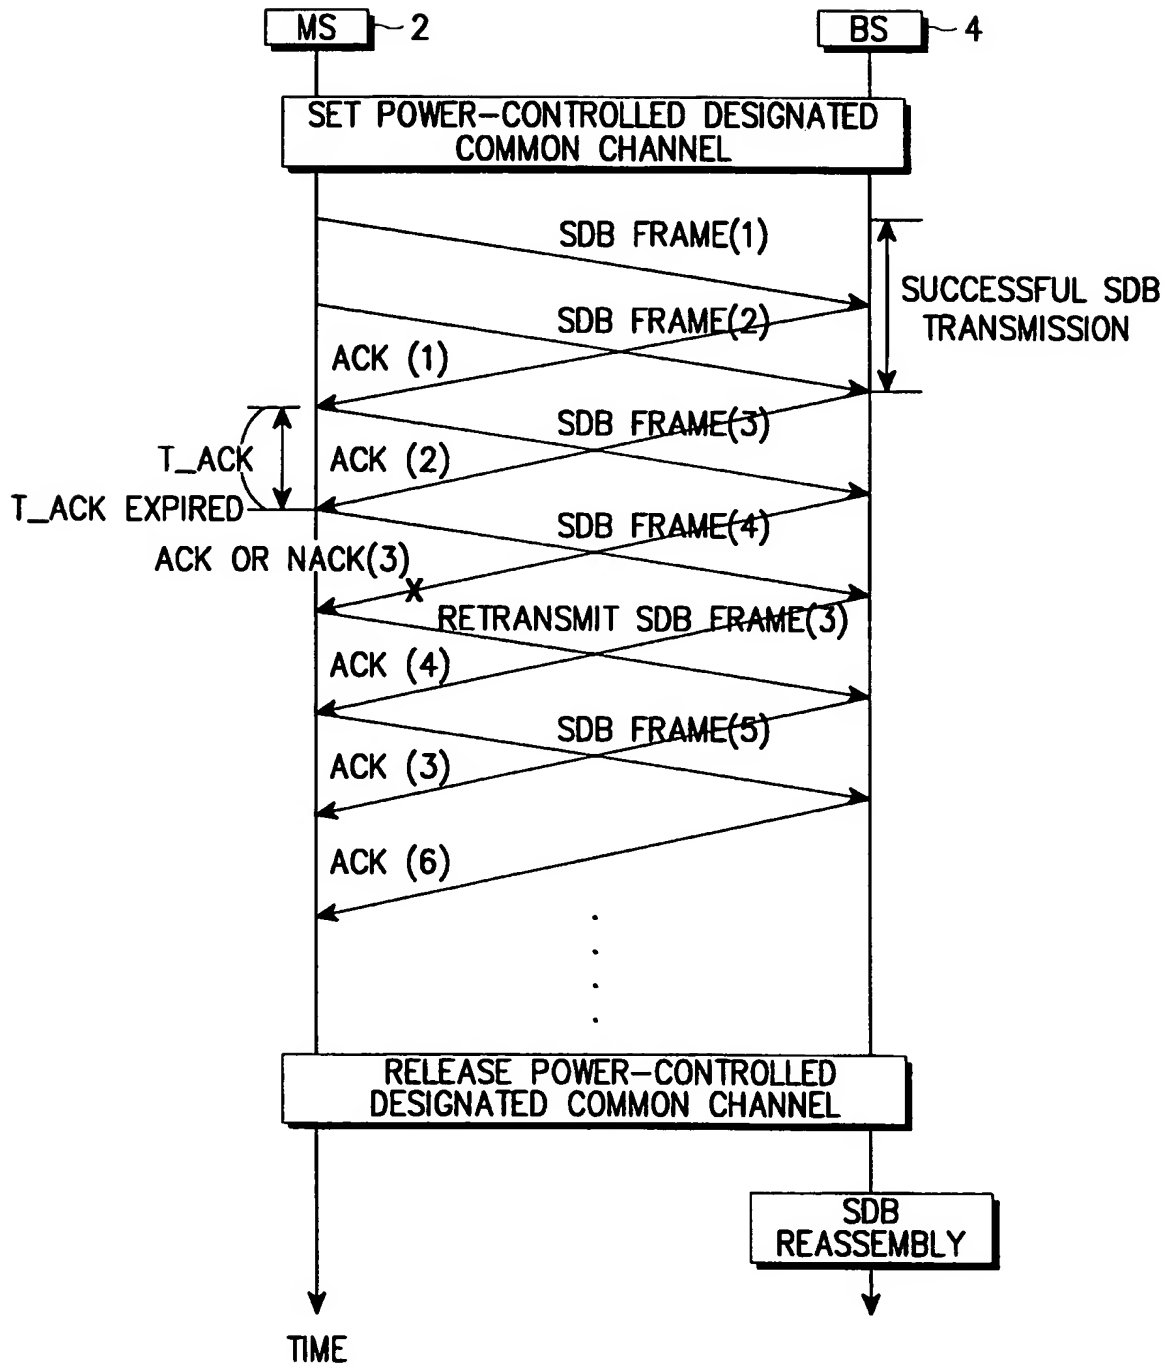 MS 2
BS 4
SET POWER-CONTROLLED DESIGNATED
COMMON CHANNEL
SDB FRAME(1)
SUCCESSFUL SDB
TRANSMISSION
SDB FRAME(2)
ACK (1)
SDB FRAME(3)
T_ACK
ACK (2)
T_ACK EXPIRED
SDB FRAME(4)
ACK OR NACK(3)
X
RETRANSMIT SDB FRAME(3)
ACK (4)
SDB FRAME(5)
ACK (3)
ACK (6)
RELEASE POWER-CONTROLLED
DESIGNATED COMMON CHANNEL
SDB
REASSEMBLY
TIME